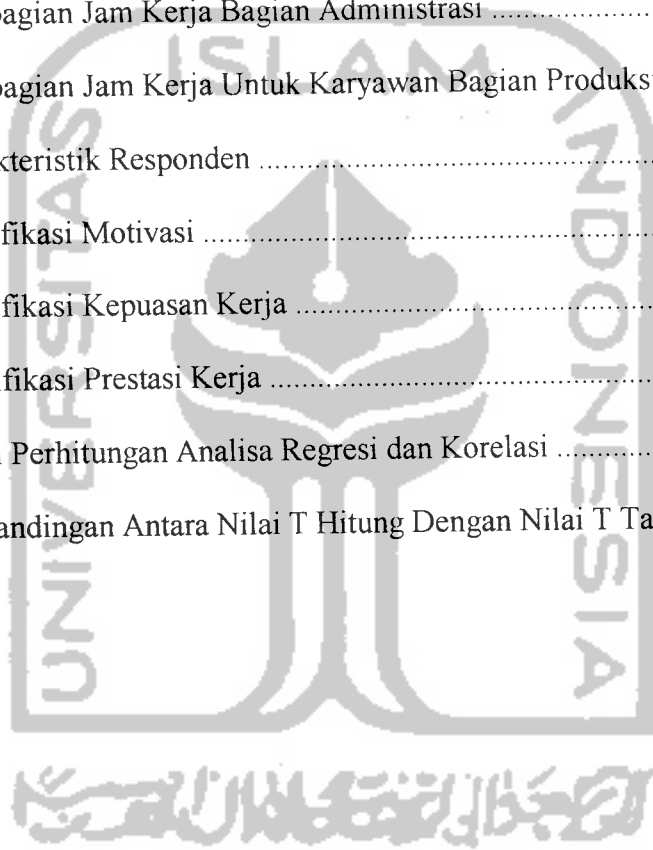 bagian Jam Kerja Bagian Administrasi ......................
bagian Jam Kerja Untuk Karyawan Bagian Produksi
kteristik Responden ..................................................
fikasi Motivasi ..........................................................
fikasi Kepuasan Kerja ..............................................
ifikasi Prestasi Kerja ................................................
Perhitungan Analisa Regresi dan Korelasi ..............
andingan Antara Nilai T Hitung Dengan Nilai T Ta
ISLAM
UNIVERSITAS
INDONESIA